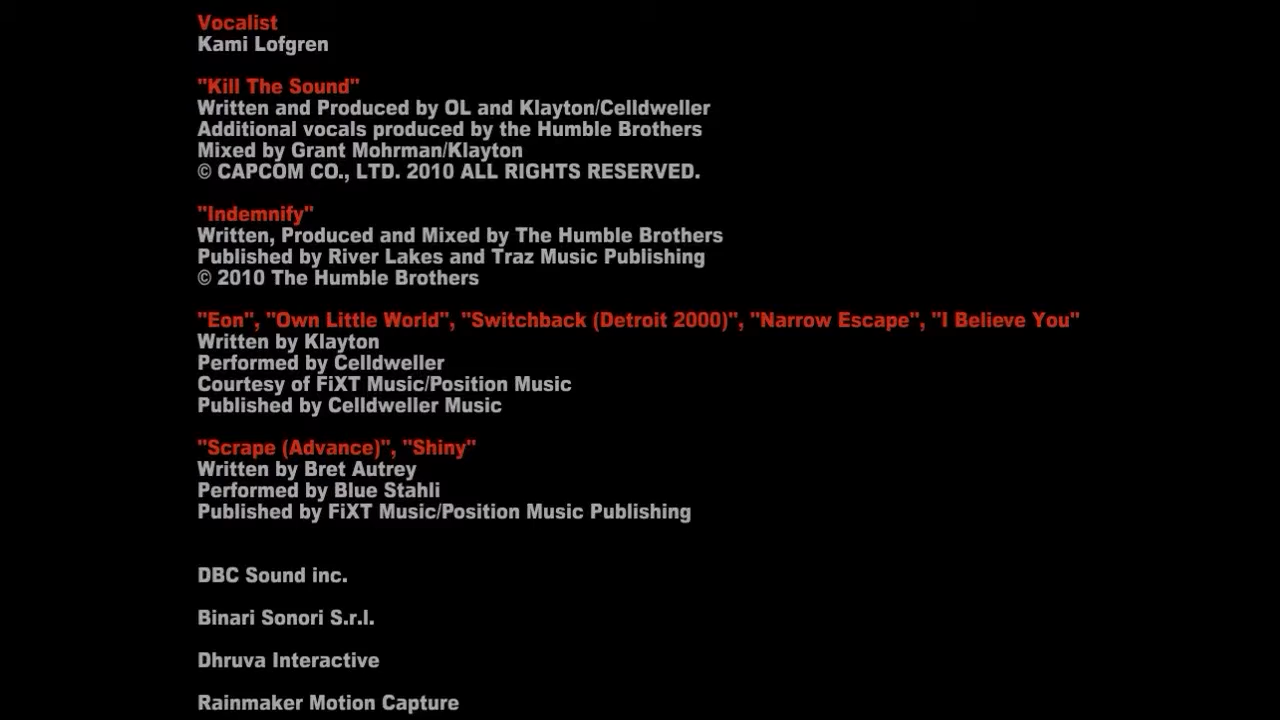 Vocalist
Kami Lofgren
"Kill The Sound"
Written and Produced by OL and Klayton/Celldweller
Additional vocals produced by the Humble Brothers
Mixed by Grant Mohrman/Klayton
© CAPCOM CO., LTD. 2010 ALL RIGHTS RESERVED.
"Indemnify"
Written, Produced and Mixed by The Humble Brothers
Published by River Lakes and Traz Music Publishing
© 2010 The Humble Brothers
"Eon", "Own Little World", "Switchback (Detroit 2000)", "Narrow Escape", "I Believe You"
Written by Klayton
Performed by Celldweller
Courtesy of FiXT Music/Position Music
Published by Celldweller Music
"Scrape (Advance)", "Shiny"
Written by Bret Autrey
Performed by Blue Stahli
Published by FiXT Music/Position Music Publishing
DBC Sound inc.
Binari Sonori S.r.l.
Dhruva Interactive
Rainmaker Motion Capture